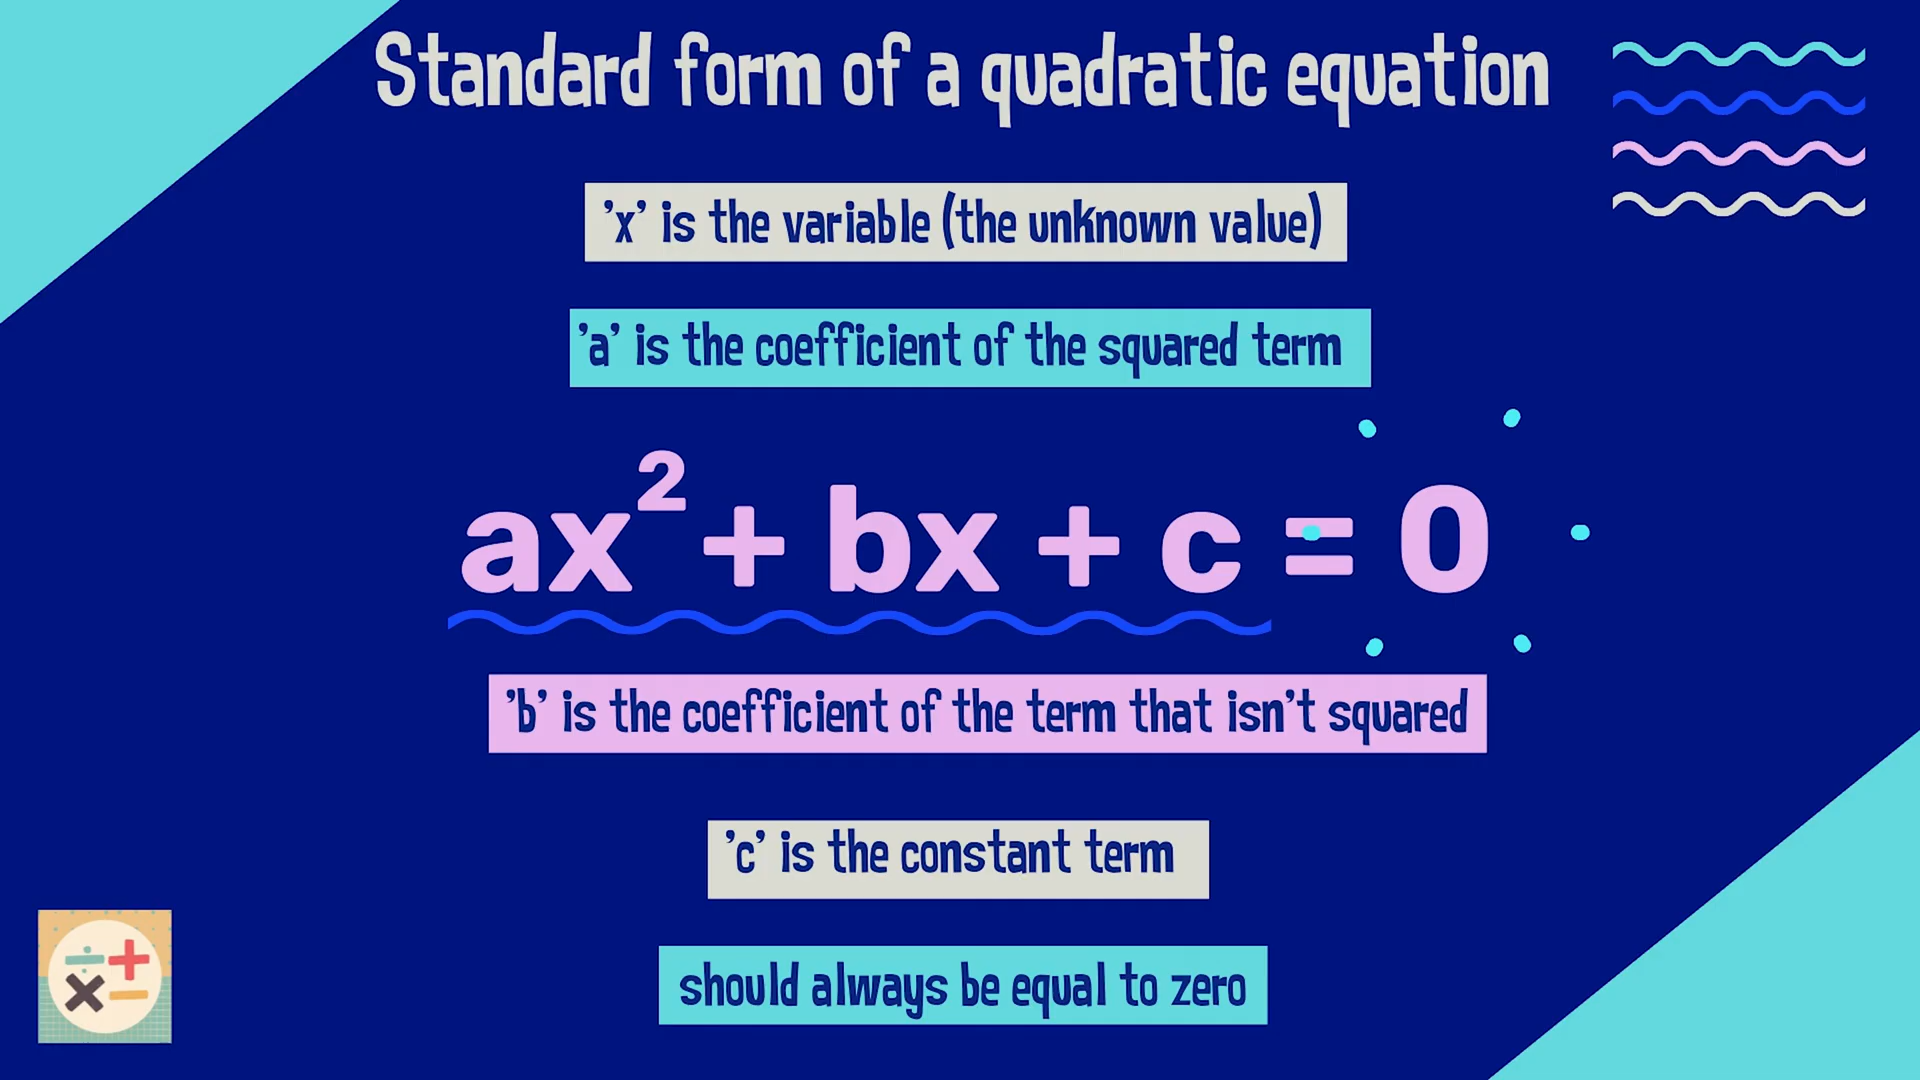 Standard form of a quadratic equation
'x' is the variable (the unknown value)
'a' is the coefficient of the squared term
ax² + bx + c = 0
'b' is the coefficient of the term that isn't squared
'c' is the constant term
should always be equal to zero